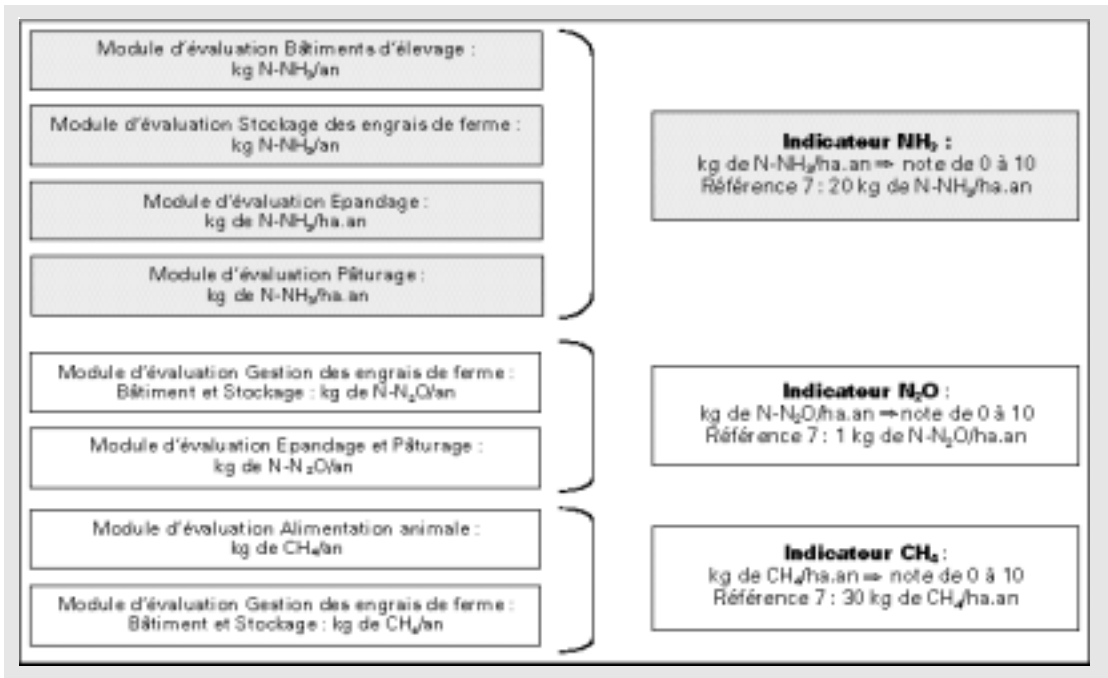 Module d'évaluation Bâtiments d'élevage :
kg N-NH₃/an
Module d'évaluation Stockage des engrais de ferme :
kg N-NH₃/an
Module d'évaluation Epandage :
kg de N-NH₃/ha.an
Module d'évaluation Pâturage :
kg de N-NH₃/ha.an
Indicateur NH₃ :
kg de N-NH₃/ha.an ⇒ note de 0 à 10
Référence 7 : 20 kg de N-NH₃/ha.an
Module d'évaluation Gestion des engrais de ferme :
Bâtiment et Stockage : kg de N-N₂O/an
Module d'évaluation Epandage et Pâturage :
kg de N-N₂O/an
Indicateur N₂O :
kg de N-N₂O/ha.an ⇒ note de 0 à 10
Référence 7 : 1 kg de N-N₂O/ha.an
Module d'évaluation Alimentation animale :
kg de CH₄/an
Module d'évaluation Gestion des engrais de ferme :
Bâtiment et Stockage : kg de CH₄/an
Indicateur CH₄ :
kg de CH₄/ha.an ⇒ note de 0 à 10
Référence 7 : 30 kg de CH₄/ha.an